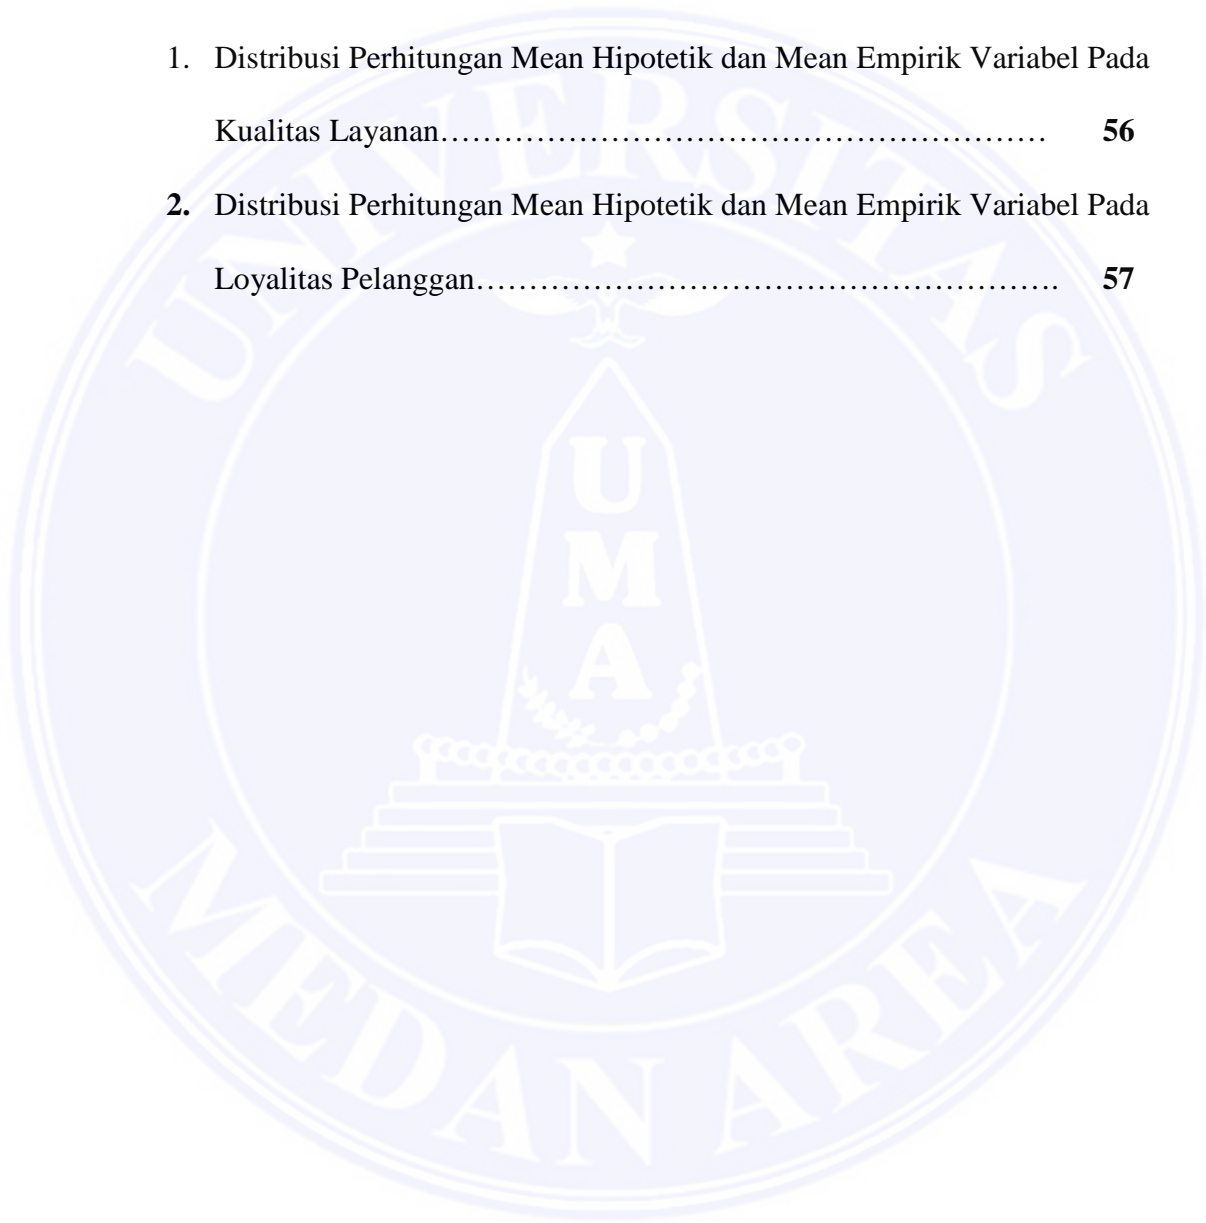 1. Distribusi Perhitungan Mean Hipotetik dan Mean Empirik Variabel Pada
Kualitas Layanan………………………………………………… 56
2. Distribusi Perhitungan Mean Hipotetik dan Mean Empirik Variabel Pada
Loyalitas Pelanggan………………………………………………. 57
UNIVERSITAS
U
M
A
MEDAN AREA